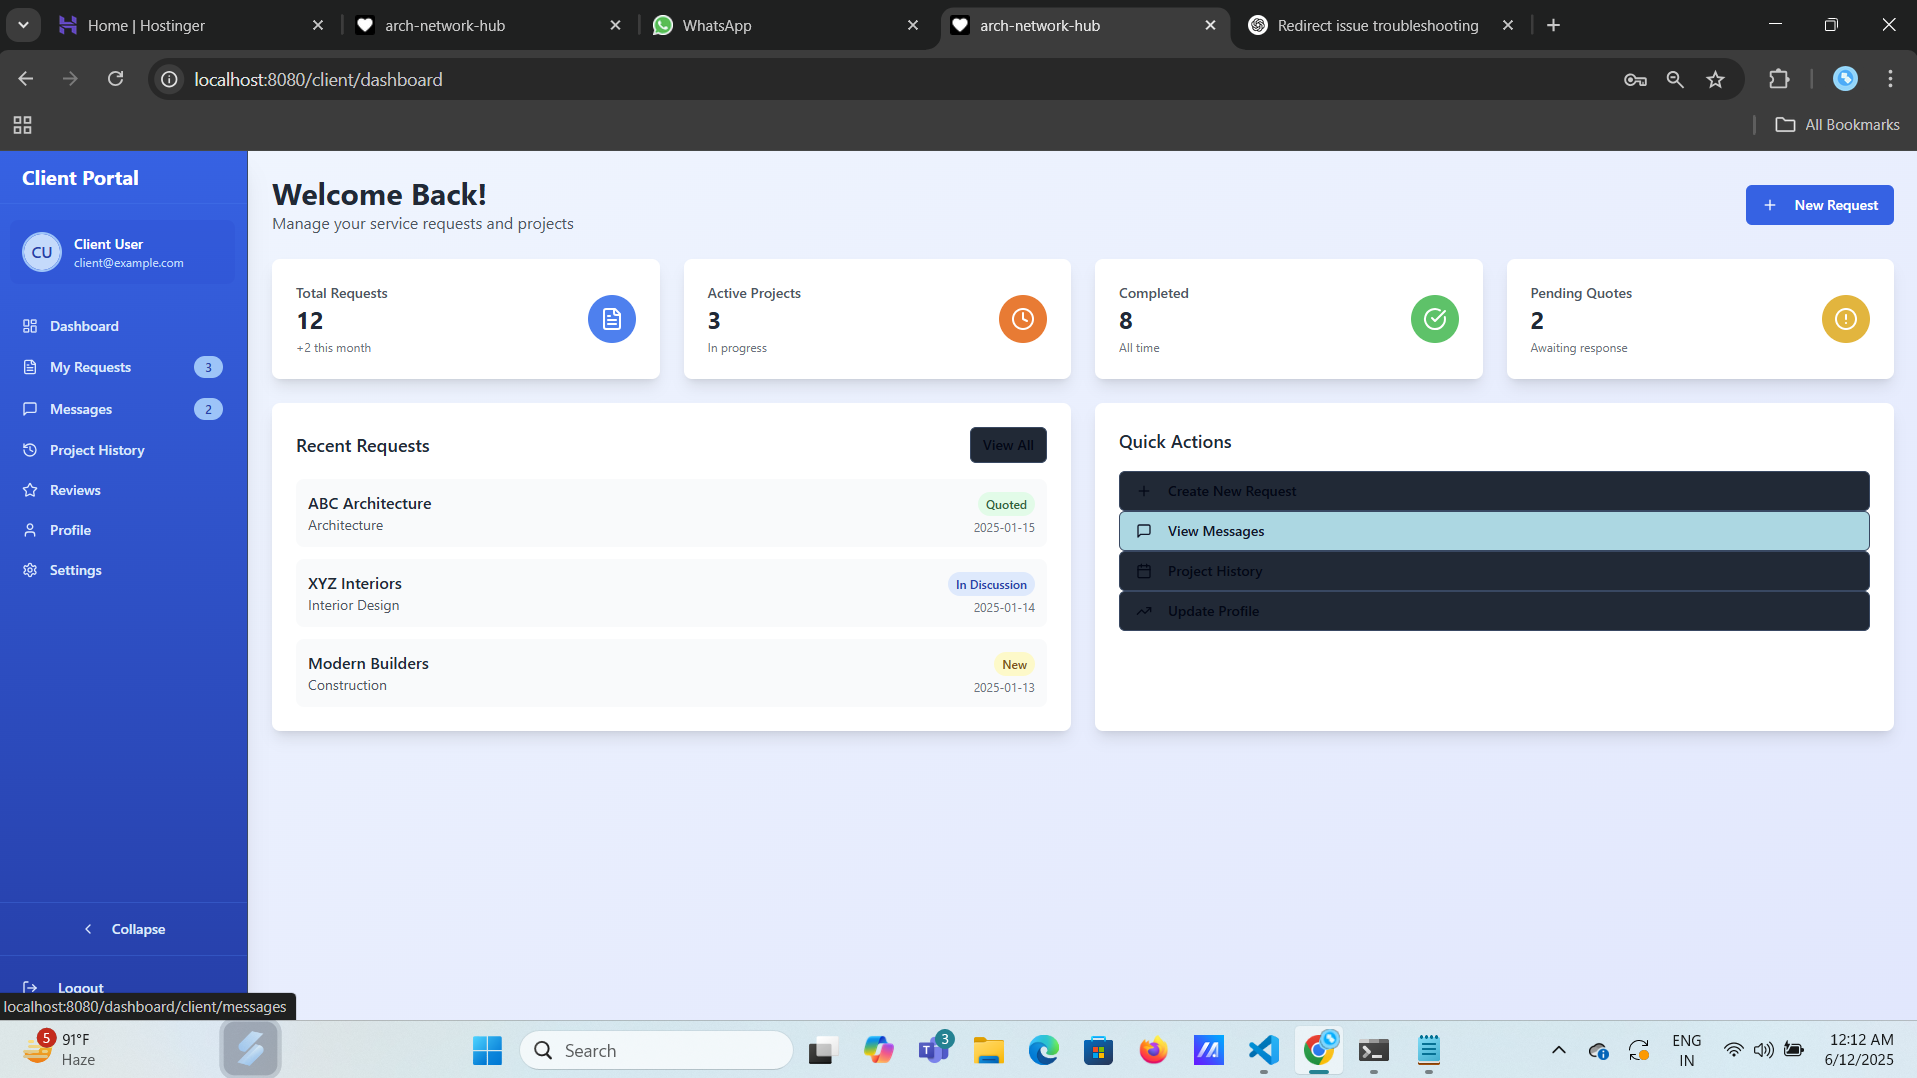 Home | Hostinger
arch-network-hub
WhatsApp
arch-network-hub
Redirect issue troubleshooting
localhost:8080/client/dashboard
All Bookmarks
Client Portal
CU
Client User
client@example.com
Dashboard
My Requests 3
Messages 2
Project History
Reviews
Profile
Settings
Collapse
Logout
localhost:8080/dashboard/client/messages
Welcome Back!
Manage your service requests and projects
New Request
Total Requests
12
+2 this month
Active Projects
3
In progress
Completed
8
All time
Pending Quotes
2
Awaiting response
Recent Requests
View All
ABC Architecture
Quoted
Architecture
2025-01-15
XYZ Interiors
In Discussion
Interior Design
2025-01-14
Modern Builders
New
Construction
2025-01-13
Quick Actions
Create New Request
View Messages
Project History
Update Profile
5
91°F
Haze
Search
3
ENG
IN
12:12 AM
6/12/2025